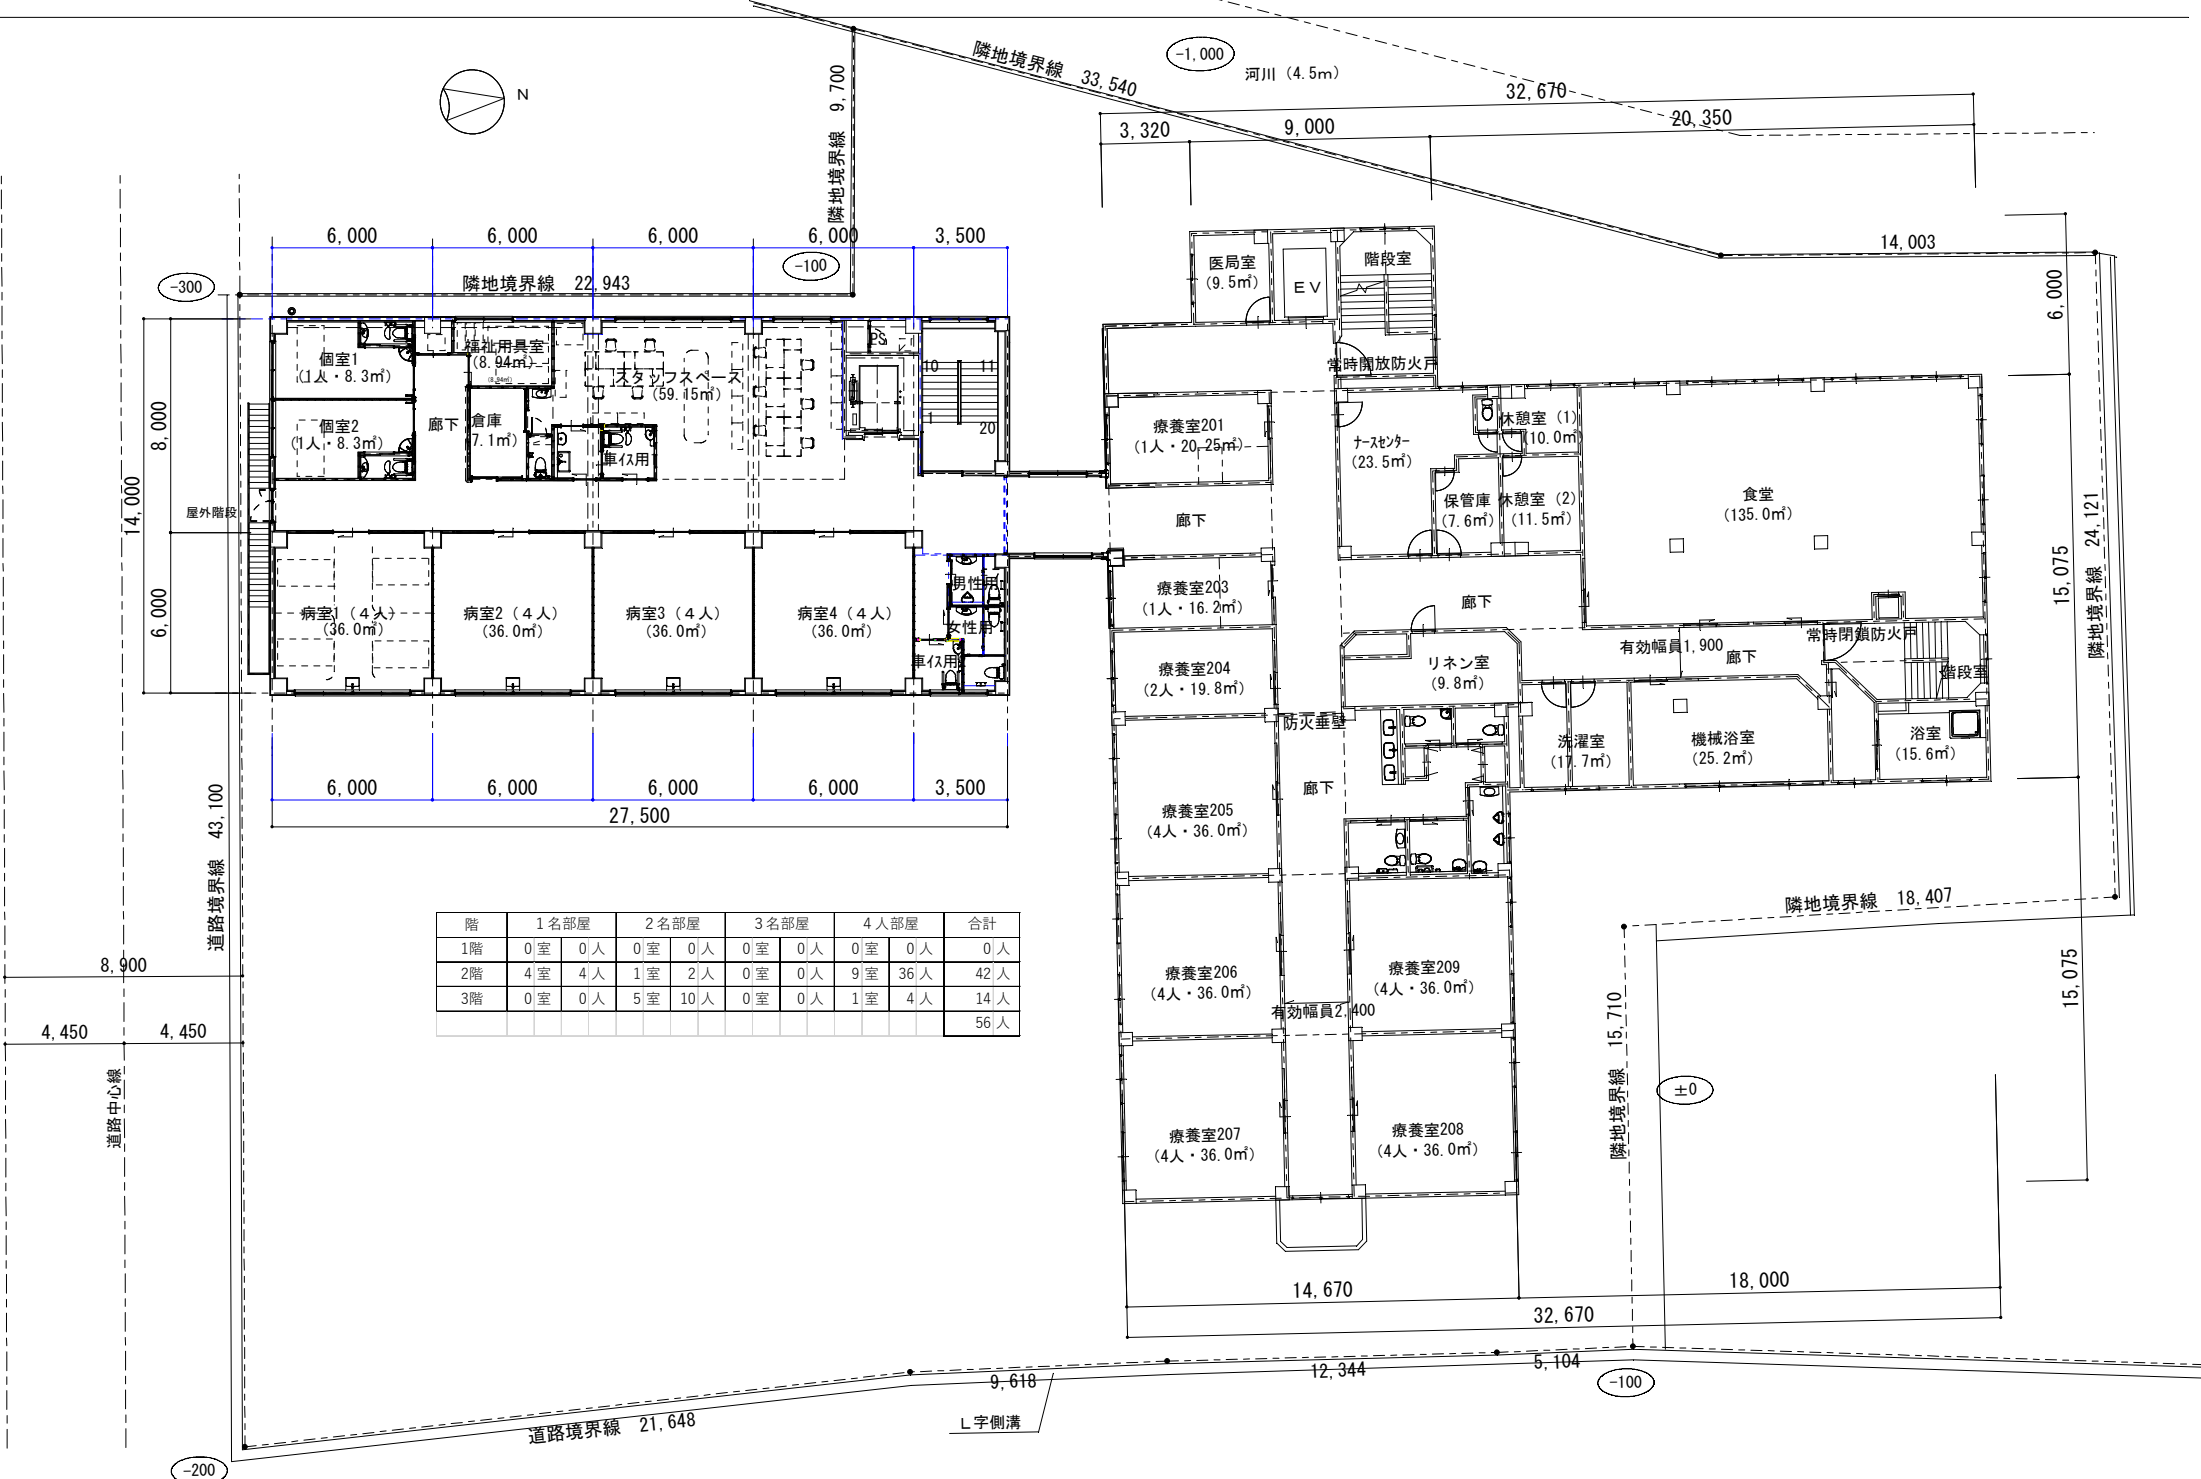 -1,000
河川（4.5ｍ）
隣地境界線　33,540
32,670
3,320
9,000
20,350
N
隣地境界線　9,700
14,003
6,000
6,000
6,000
6,000
3,500
-100
-300
隣地境界線　22,943
医局室
(9.5㎡)
ＥＶ
階段室
6,000
個室1
(1人・8.3㎡)
福祉用具室
(8.94㎡)
(8.94㎡)
スタッフスペース
(59.15㎡)
PS
10
11
1
20
常時開放防火戸
8,000
個室2
(1人・8.3㎡)
廊下
倉庫
7.1㎡)
車イス用
療養室201
(1人・20.25㎡)
ナースセンター
(23.5㎡)
休憩室（1）
(10.0㎡)
保管庫
(7.6㎡)
休憩室（2）
(11.5㎡)
食堂
(135.0㎡)
14,000
屋外階段
廊下
隣地境界線　24,121
15,075
6,000
病室1（４人）
(36.0㎡)
病室2（４人）
(36.0㎡)
病室3（４人）
(36.0㎡)
病室4（４人）
(36.0㎡)
男性用
女性用
車イス用
療養室203
(1人・16.2㎡)
廊下
有効幅員1,900
廊下
常時閉鎖防火戸
階段室
療養室204
(2人・19.8㎡)
リネン室
(9.8㎡)
防火垂壁
洗濯室
(17.7㎡)
機械浴室
(25.2㎡)
浴室
(15.6㎡)
6,000
6,000
6,000
6,000
3,500
27,500
療養室205
(4人・36.0㎡)
廊下
道路境界線　43,100
隣地境界線　18,407
階 1名部屋 2名部屋 3名部屋 4人部屋 合計
1階 0室 0人 0室 0人 0室 0人 0室 0人 0人
2階 4室 4人 1室 2人 0室 0人 9室 36人 42人
3階 0室 0人 5室 10人 0室 0人 1室 4人 14人
56人
8,900
4,450
4,450
道路中心線
療養室206
(4人・36.0㎡)
療養室209
(4人・36.0㎡)
有効幅員2,400
15,075
隣地境界線　15,710
±0
療養室207
(4人・36.0㎡)
療養室208
(4人・36.0㎡)
14,670
18,000
32,670
9,618
12,344
5,104
-100
道路境界線　21,648
Ｌ字側溝
-200